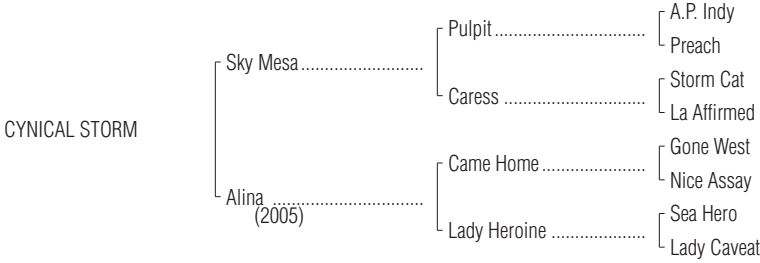 A.P. Indy
Pulpit..............................
Preach
Sky Mesa........................
Storm Cat
Caress ............................
La Affirmed
CYNICAL STORM
Gone West
Came Home.....................
Nice Assay
Alina ..............................
(2005)
Sea Hero
Lady Heroine ...................
Lady Caveat